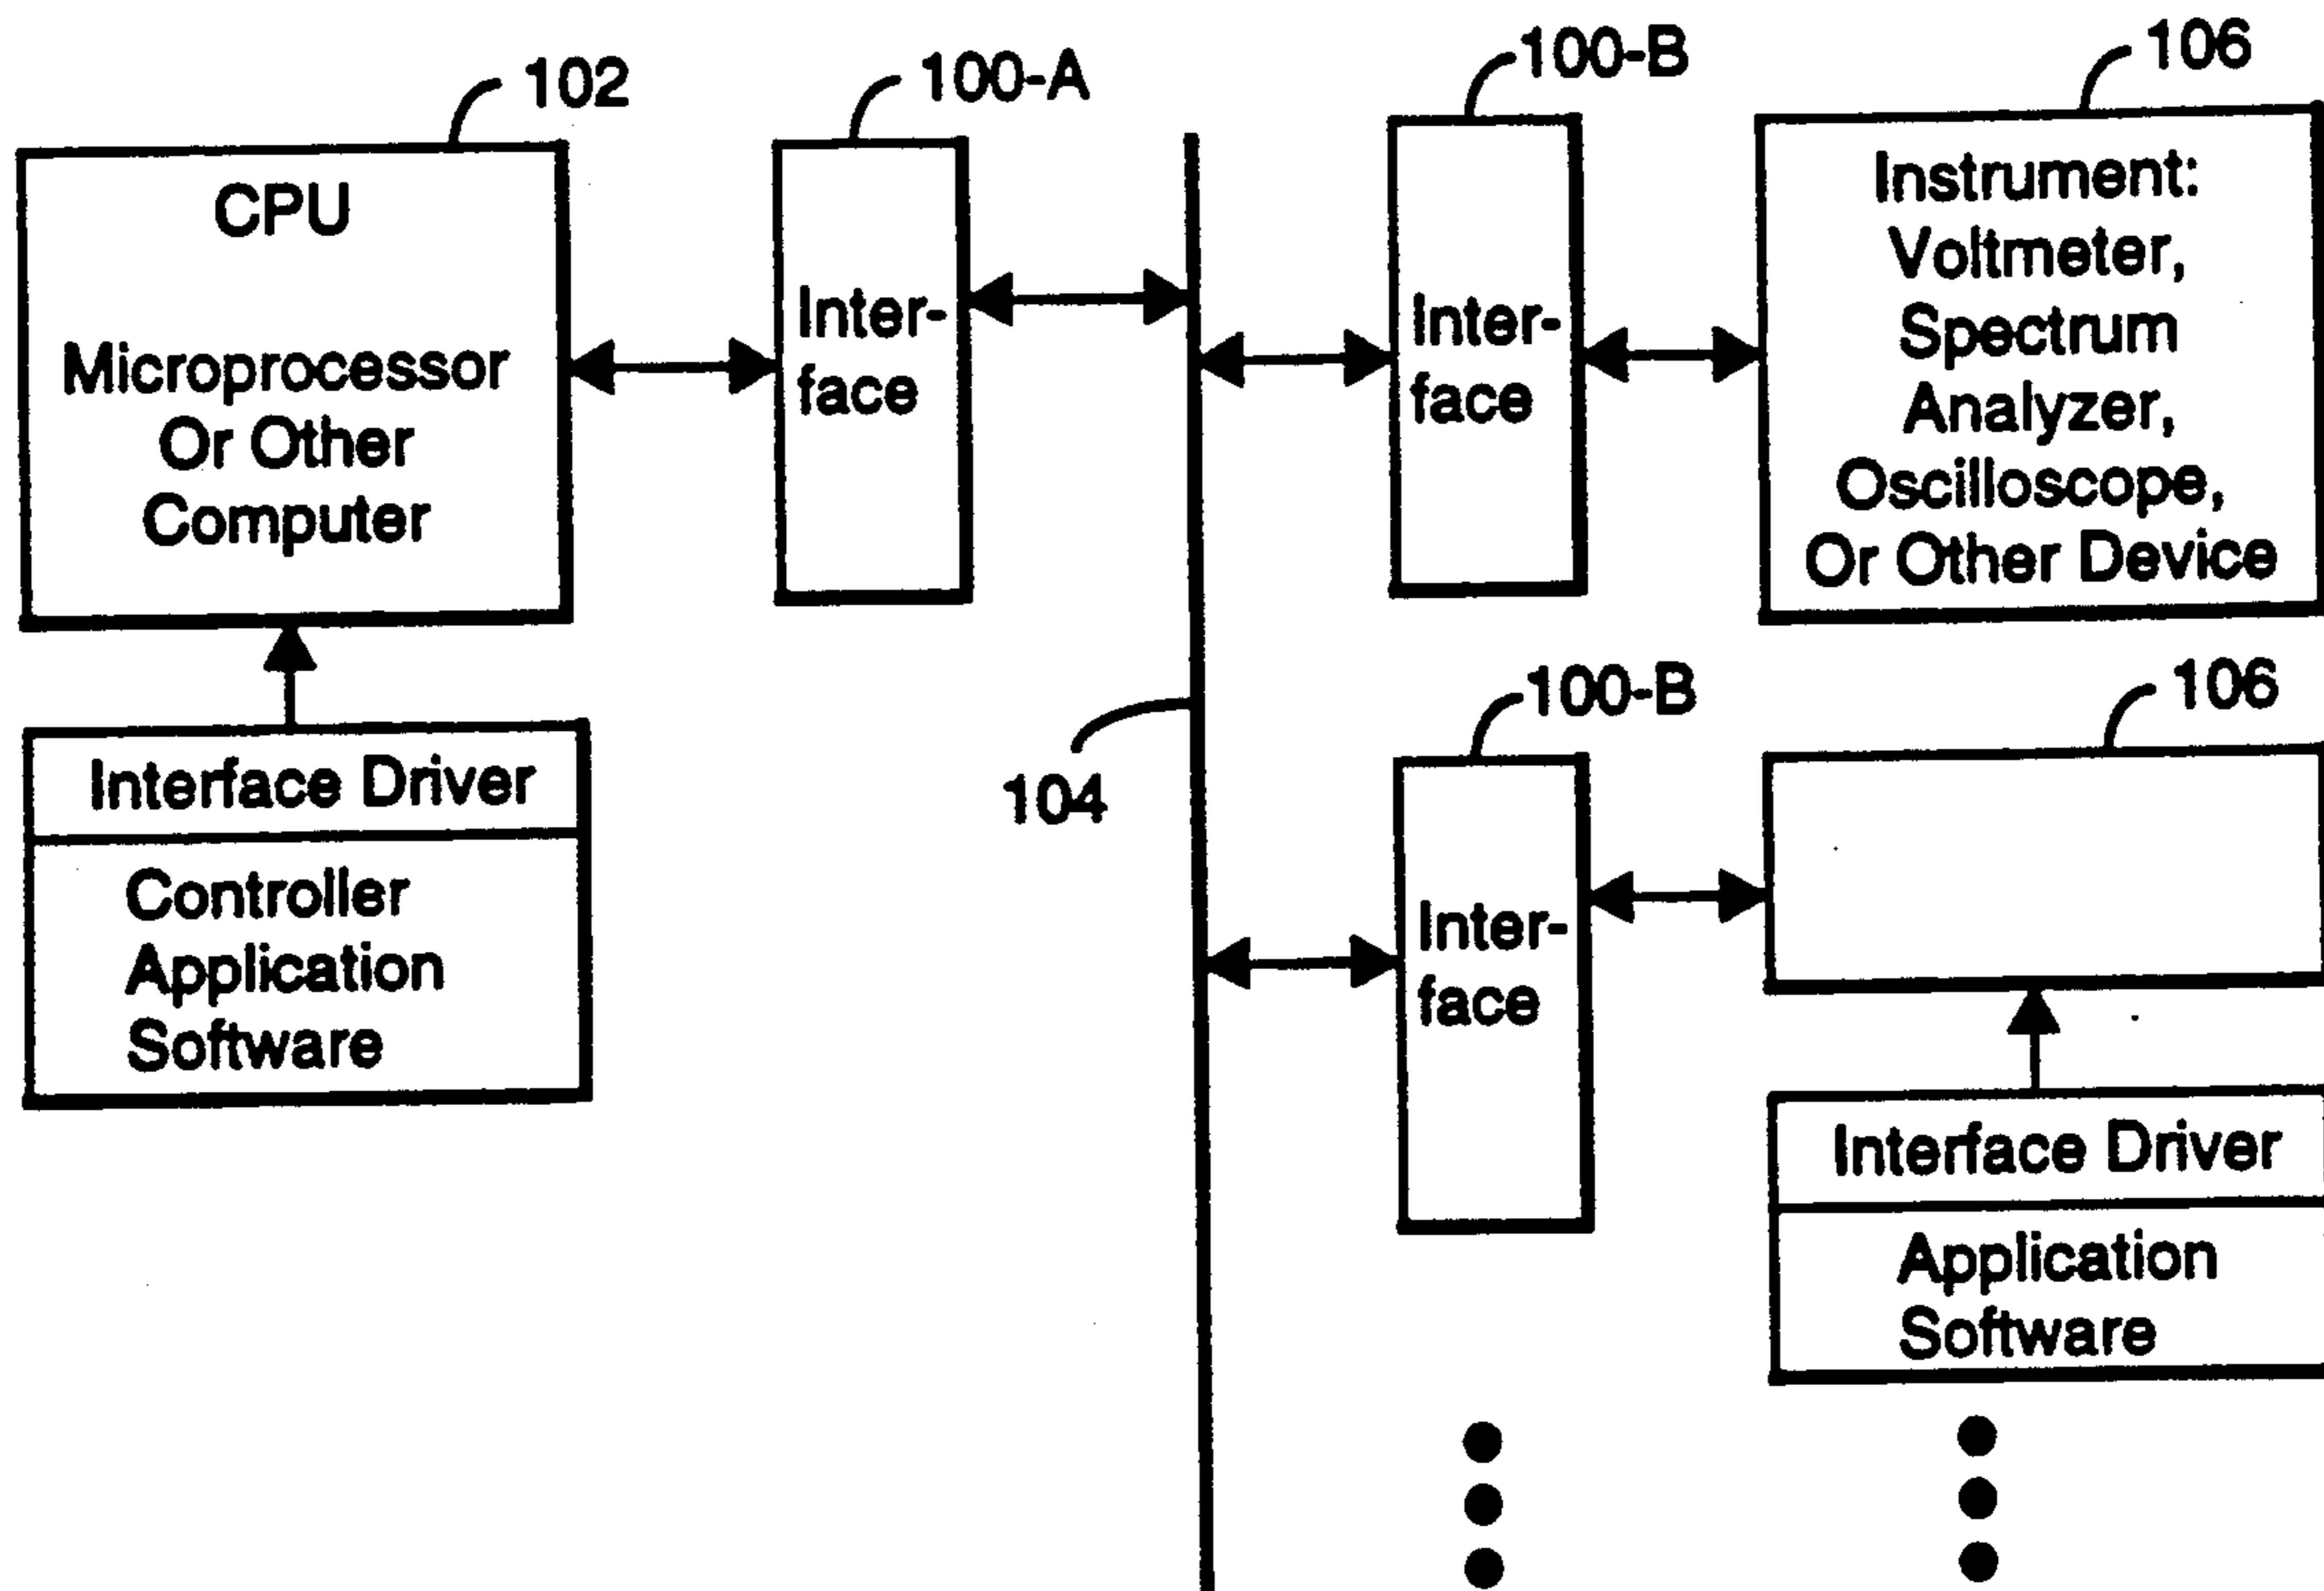 102
100-A
100-B
106
CPU
Microprocessor
Or Other
Computer
Inter-
face
Inter-
face
Instrument:
Voltmeter,
Spectrum
Analyzer,
Oscilloscope,
Or Other Device
104
100-B
106
Interface Driver
Controller
Application
Software
Inter-
face
Interface Driver
Application
Software